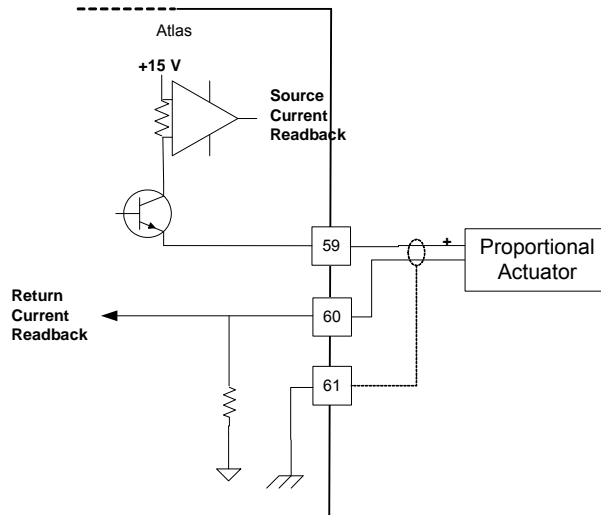 Atlas
+15 V
Source
Current
Readback
59
+
Proportional
Actuator
Return
Current
Readback
60
61